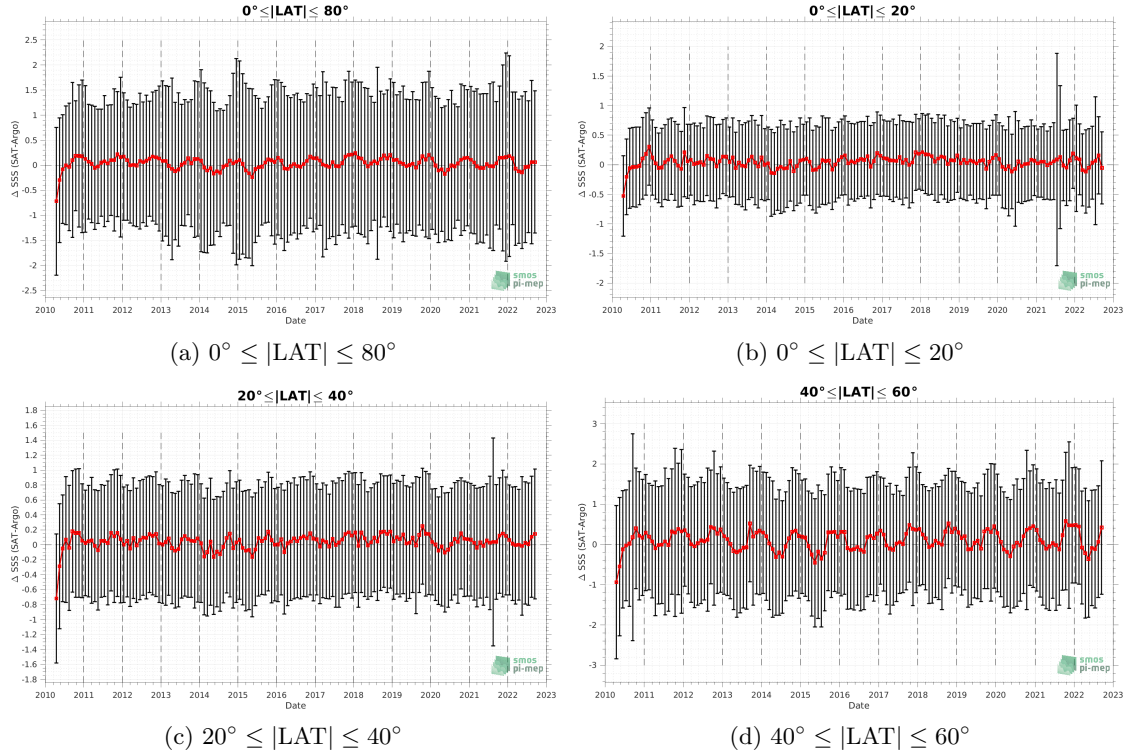 0°≤|LAT|≤ 80°
Δ SSS (SAT-Argo)
2.5
2
1.5
1
0.5
0
-0.5
-1
-1.5
-2
-2.5
2010 2011 2012 2013 2014 2015 2016 2017 2018 2019 2020 2021 2022 2023
Date
smos
pi-mep
(a) 0° ≤ |LAT| ≤ 80°
0°≤|LAT|≤ 20°
Δ SSS (SAT-Argo)
2
1.5
1
0.5
0
-0.5
-1
-1.5
-2
2010 2011 2012 2013 2014 2015 2016 2017 2018 2019 2020 2021 2022 2023
Date
smos
pi-mep
(b) 0° ≤ |LAT| ≤ 20°
20°≤|LAT|≤ 40°
Δ SSS (SAT-Argo)
1.8
1.6
1.4
1.2
1
0.8
0.6
0.4
0.2
0
-0.2
-0.4
-0.6
-0.8
-1
-1.2
-1.4
-1.6
-1.8
2010 2011 2012 2013 2014 2015 2016 2017 2018 2019 2020 2021 2022 2023
Date
smos
pi-mep
(c) 20° ≤ |LAT| ≤ 40°
40°≤|LAT|≤ 60°
Δ SSS (SAT-Argo)
3
2
1
0
-1
-2
-3
2010 2011 2012 2013 2014 2015 2016 2017 2018 2019 2020 2021 2022 2023
Date
smos
pi-mep
(d) 40° ≤ |LAT| ≤ 60°